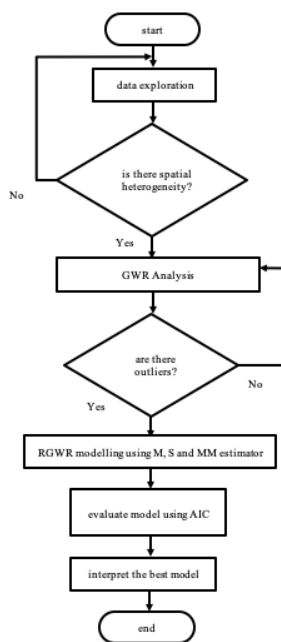 start
data exploration
is there spatial
heterogeneity?
No
Yes
GWR Analysis
are there
outliers?
No
Yes
RGWR modelling using M, S and MM estimator
evaluate model using AIC
interpret the best model
end